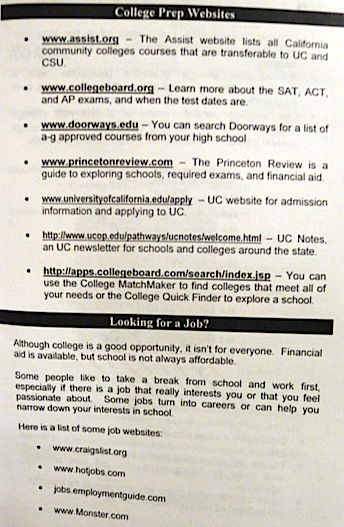 College Prep Websites
• www.assist.org – The Assist website lists all California
community colleges courses that are transferable to UC and
CSU.
• www.collegeboard.org – Learn more about the SAT, ACT,
and AP exams, and when the test dates are.
• www.doorways.edu – You can search Doorways for a list of
a-g approved courses from your high school
• www.princetonreview.com – The Princeton Review is a
guide to exploring schools, required exams, and financial aid.
• www.universityofcalifornia.edu/apply – UC website for admission
information and applying to UC.
• http://www.ucop.edu/pathways/ucnotes/welcome.html – UC Notes,
an UC newsletter for schools and colleges around the state.
• http://apps.collegeboard.com/search/index.jsp – You can
use the College MatchMaker to find colleges that meet all of
your needs or the College Quick Finder to explore a school.
Looking for a Job?
Although college is a good opportunity, it isn't for everyone. Financial
aid is available, but school is not always affordable.
Some people like to take a break from school and work first,
especially if there is a job that really interests you or that you feel
passionate about. Some jobs turn into careers or can help you
narrow down your interests in school.
Here is a list of some job websites:
• www.craigslist.org
• www.hotjobs.com
• jobs.employmentguide.com
• www.Monster.com